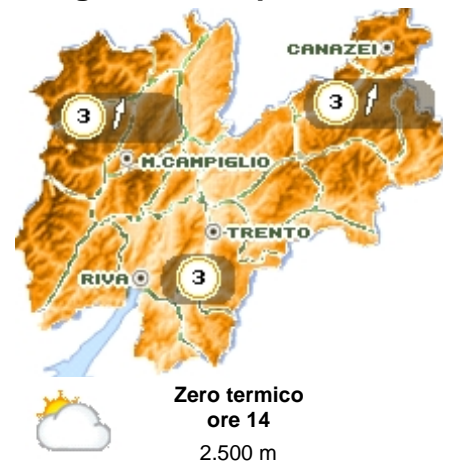 CANAZEI
3
3
M.CAMPIGLIO
TRENTO
RIVA
3
Zero termico
ore 14
2.500 m